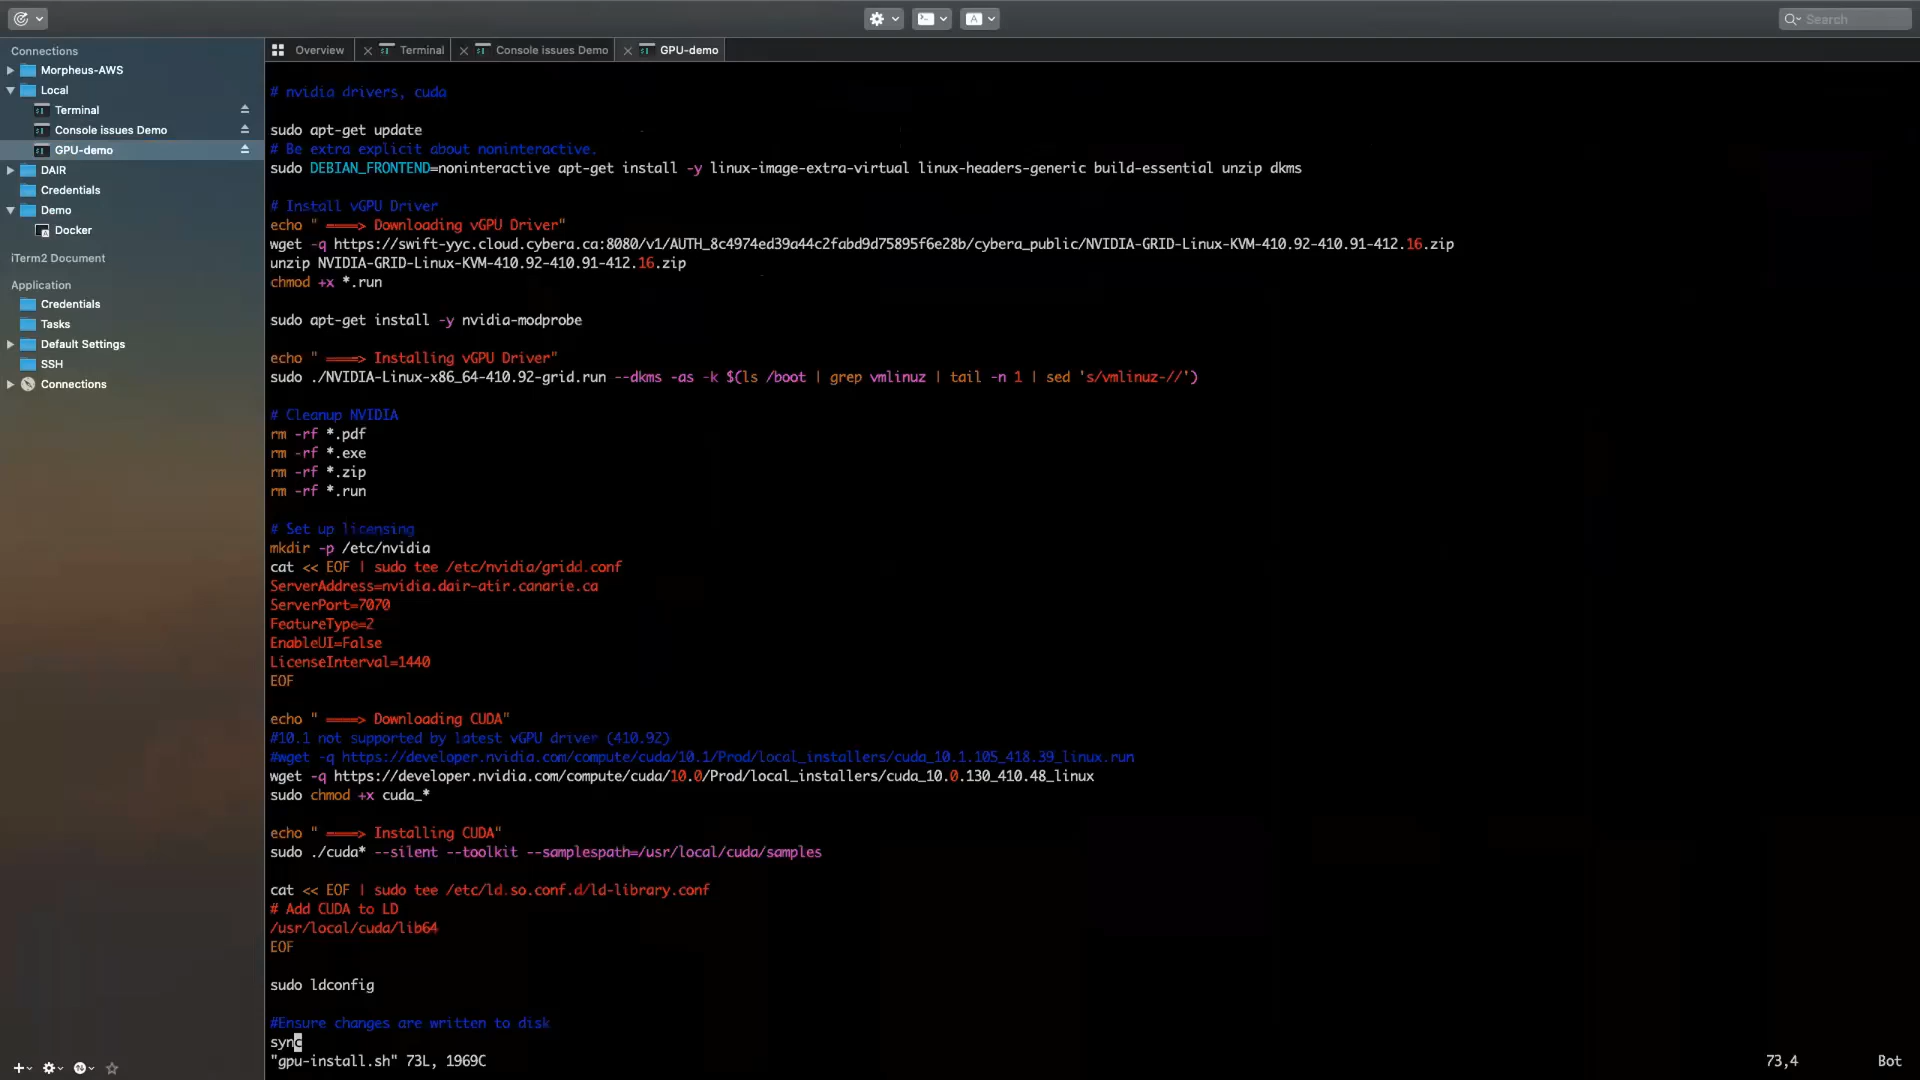 Search
Connections
Morpheus-AWS
Local
Terminal
Console issues Demo
GPU-demo
DAIR
Credentials
Demo
Docker
iTerm2 Document
Application
Credentials
Tasks
Default Settings
SSH
Connections
Overview
Terminal
Console issues Demo
GPU-demo
# nvidia drivers, cuda
sudo apt-get update
# Be extra explicit about noninteractive.
sudo DEBIAN_FRONTEND=noninteractive apt-get install -y linux-image-extra-virtual linux-headers-generic build-essential unzip dkms
# Install vGPU Driver
echo " ====> Downloading vGPU Driver"
wget -q https://swift-yyc.cloud.cybera.ca:8080/v1/AUTH_8c4974ed39a44c2fabd9d75895f6e28b/cybera_public/NVIDIA-GRID-Linux-KVM-410.92-410.91-412.16.zip
unzip NVIDIA-GRID-Linux-KVM-410.92-410.91-412.16.zip
chmod +x *.run
sudo apt-get install -y nvidia-modprobe
echo " ====> Installing vGPU Driver"
sudo ./NVIDIA-Linux-x86_64-410.92-grid.run --dkms -as -k $(ls /boot | grep vmlinuz | tail -n 1 | sed 's/vmlinuz-//')
# Cleanup NVIDIA
rm -rf *.pdf
rm -rf *.exe
rm -rf *.zip
rm -rf *.run
# Set up licensing
mkdir -p /etc/nvidia
cat << EOF | sudo tee /etc/nvidia/gridd.conf
ServerAddress=nvidia.dair-atir.canarie.ca
ServerPort=7070
FeatureType=2
EnableUI=False
LicenseInterval=1440
EOF
echo " ====> Downloading CUDA"
#10.1 not supported by latest vGPU driver (410.92)
#wget -q https://developer.nvidia.com/compute/cuda/10.1/Prod/local_installers/cuda_10.1.105_418.39_linux.run
wget -q https://developer.nvidia.com/compute/cuda/10.0/Prod/local_installers/cuda_10.0.130_410.48_linux
sudo chmod +x cuda_*
echo " ====> Installing CUDA"
sudo ./cuda* --silent --toolkit --samplespath=/usr/local/cuda/samples
cat << EOF | sudo tee /etc/ld.so.conf.d/ld-library.conf
# Add CUDA to LD
/usr/local/cuda/lib64
EOF
sudo ldconfig
#Ensure changes are written to disk
sync
"gpu-install.sh" 73L, 1969C
73,4
Bot